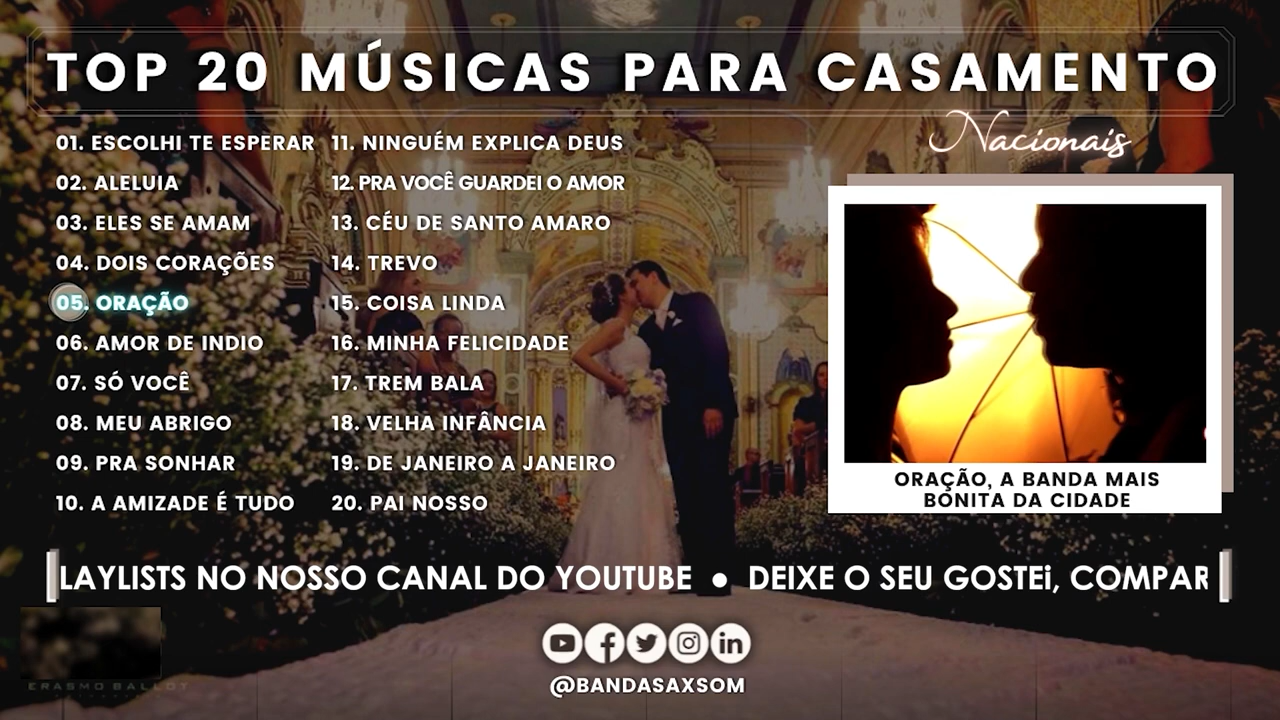 TOP 20 MÚSICAS PARA CASAMENTO
Nacionais
01. ESCOLHI TE ESPERAR
02. ALELUIA
03. ELES SE AMAM
04. DOIS CORAÇÕES
05. ORAÇÃO
06. AMOR DE INDIO
07. SÓ VOCÊ
08. MEU ABRIGO
09. PRA SONHAR
10. A AMIZADE É TUDO
11. NINGUÉM EXPLICA DEUS
12. PRA VOCÊ GUARDEI O AMOR
13. CÉU DE SANTO AMARO
14. TREVO
15. COISA LINDA
16. MINHA FELICIDADE
17. TREM BALA
18. VELHA INFÂNCIA
19. DE JANEIRO A JANEIRO
20. PAI NOSSO
ORAÇÃO, A BANDA MAIS
BONITA DA CIDADE
LAYLISTS NO NOSSO CANAL DO YOUTUBE ● DEIXE O SEU GOSTEi, COMPAR
in
@BANDASAXSOM
ERASMO BALLOT